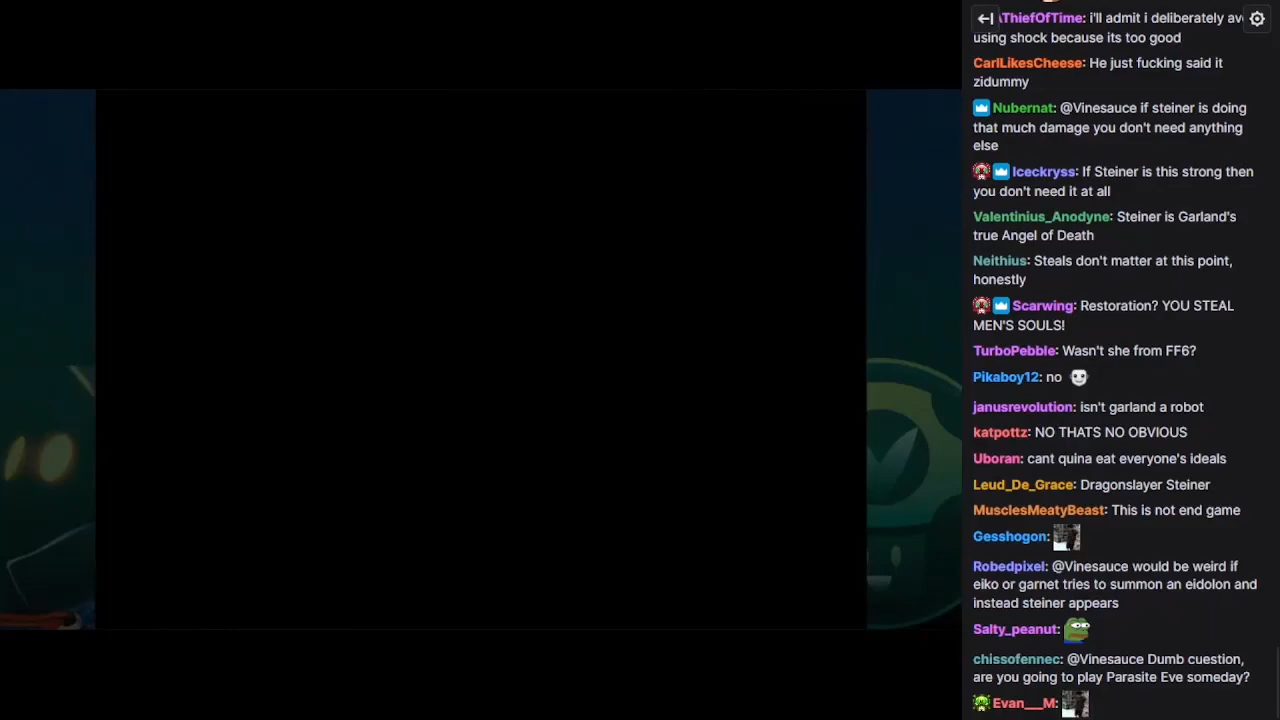 ThiefOfTime: i'll admit i deliberately
using shock because its too good
CarlLikesCheese: He just fucking said it
zidummy
Nubernat: @Vinesauce if steiner is doing
that much damage you don't need anything
else
Iceckryss: If Steiner is this strong then
you don't need it at all
Valentinius_Anodyne: Steiner is Garland's
true Angel of Death
Neithius: Steals don't matter at this point,
honestly
Scarwing: Restoration? YOU STEAL
MEN'S SOULS!
TurboPebble: Wasn't she from FF6?
Pikaboy12: no
janusrevolution: isn't garland a robot
katpottz: NO THATS NO OBVIOUS
Uboran: cant quina eat everyone's ideals
Leud_De_Grace: Dragonslayer Steiner
MusclesMeatyBeast: This is not end game
Gesshogon:
Robedpixel: @Vinesauce would be weird if
eiko or garnet tries to summon an eidolon and
instead steiner appears
Salty_peanut:
chissofennec: @Vinesauce Dumb cuestion,
are you going to play Parasite Eve someday?
Evan___M: